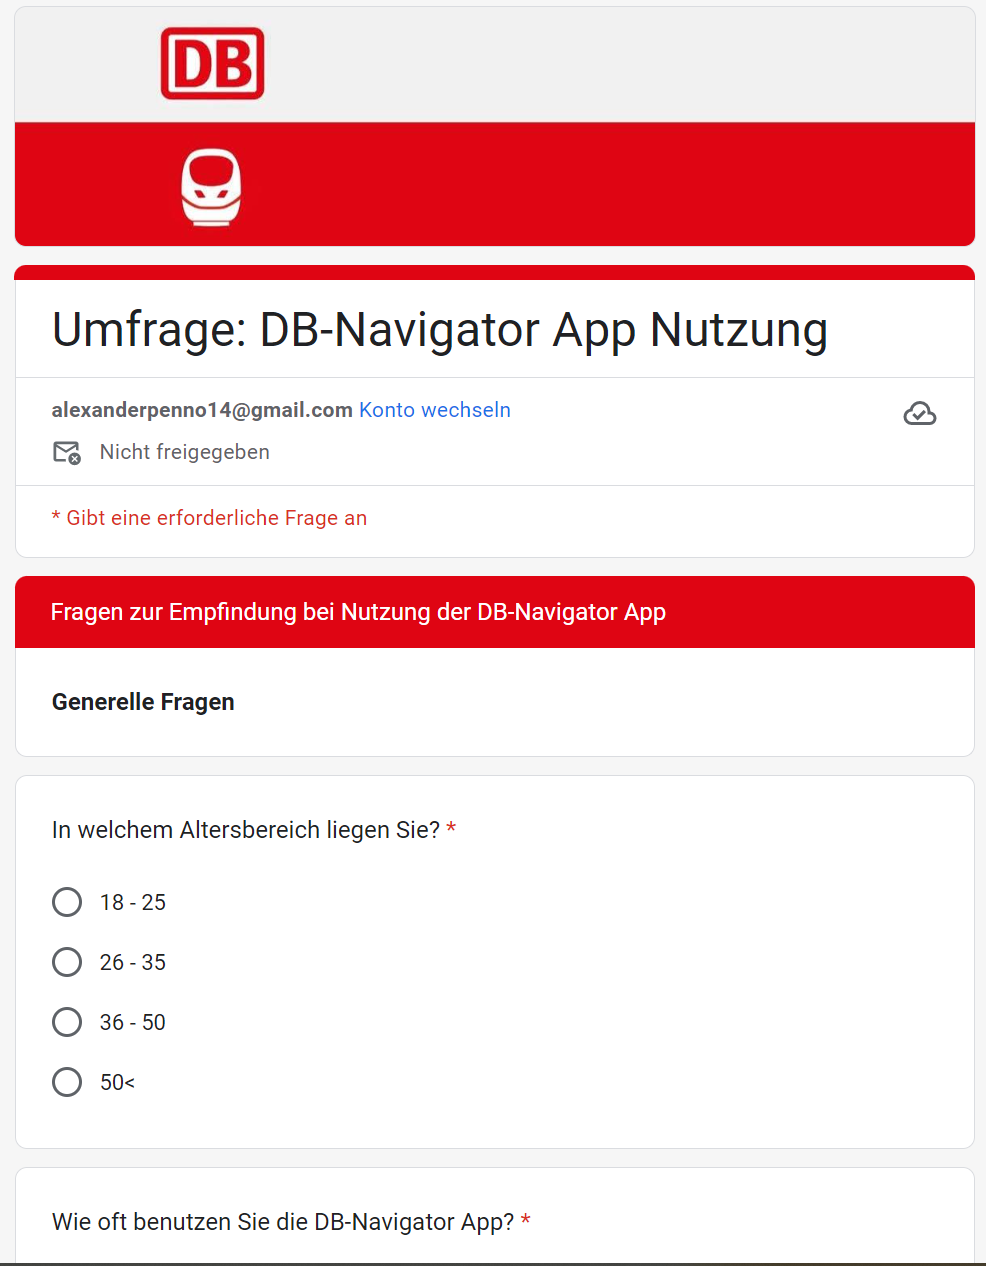 DB
Umfrage: DB-Navigator App Nutzung
alexanderpenno14@gmail.com Konto wechseln
Nicht freigegeben
* Gibt eine erforderliche Frage an
Fragen zur Empfindung bei Nutzung der DB-Navigator App
Generelle Fragen
In welchem Altersbereich liegen Sie? *
18 - 25
26 - 35
36 - 50
50<
Wie oft benutzen Sie die DB-Navigator App? *